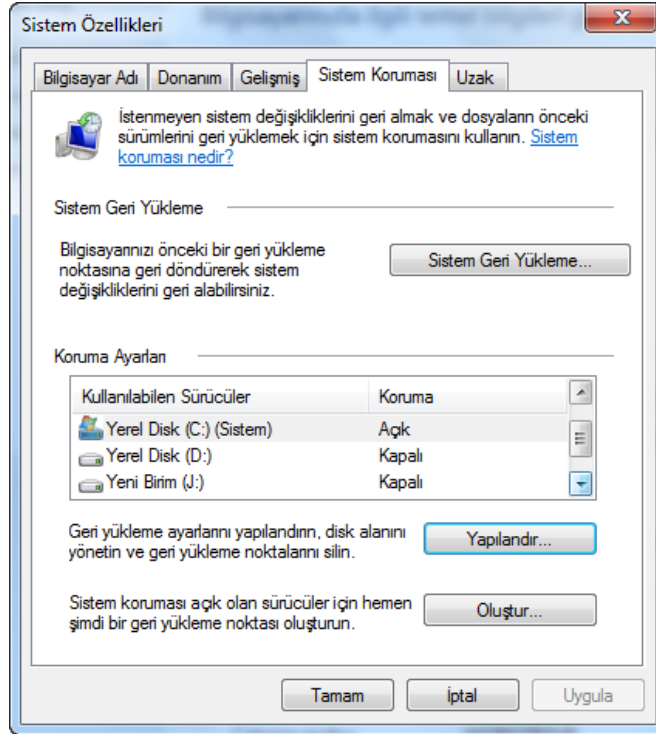 Sistem Özellikleri
Bilgisayar Adı Donanım Gelişmiş Sistem Koruması Uzak
İstenmeyen sistem değişikliklerini geri almak ve dosyaların önceki
sürümlerini geri yüklemek için sistem korumasını kullanın. Sistem
koruması nedir?
Sistem Geri Yükleme
Bilgisayarınızı önceki bir geri yükleme
noktasına geri döndürerek sistem
değişikliklerini geri alabilirsiniz.
Sistem Geri Yükleme...
Koruma Ayarları
Kullanılabilen Sürücüler Koruma
Yerel Disk (C:) (Sistem) Açık
Yerel Disk (D:) Kapalı
Yeni Birim (J:) Kapalı
Geri yükleme ayarlarını yapılandırın, disk alanını
yönetin ve geri yükleme noktalarını silin.
Yapılandır...
Sistem koruması açık olan sürücüler için hemen
şimdi bir geri yükleme noktası oluşturun.
Oluştur...
Tamam İptal Uygula